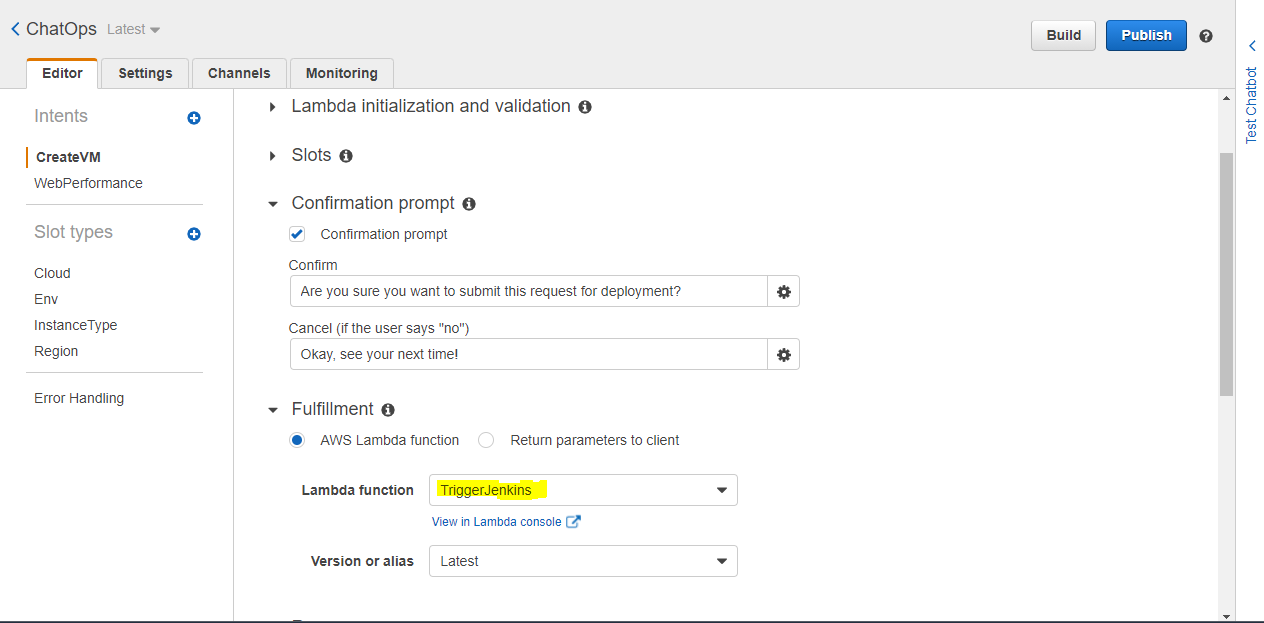 ChatOps Latest
Build Publish
Editor Settings Channels Monitoring
Test Chatbot
Intents
CreateVM
WebPerformance
Slot types
Cloud
Env
InstanceType
Region
Error Handling
Lambda initialization and validation
Slots
Confirmation prompt
Confirmation prompt
Confirm
Are you sure you want to submit this request for deployment?
Cancel (if the user says "no")
Okay, see your next time!
Fulfillment
AWS Lambda function Return parameters to client
Lambda function TriggerJenkins
View in Lambda console
Version or alias Latest